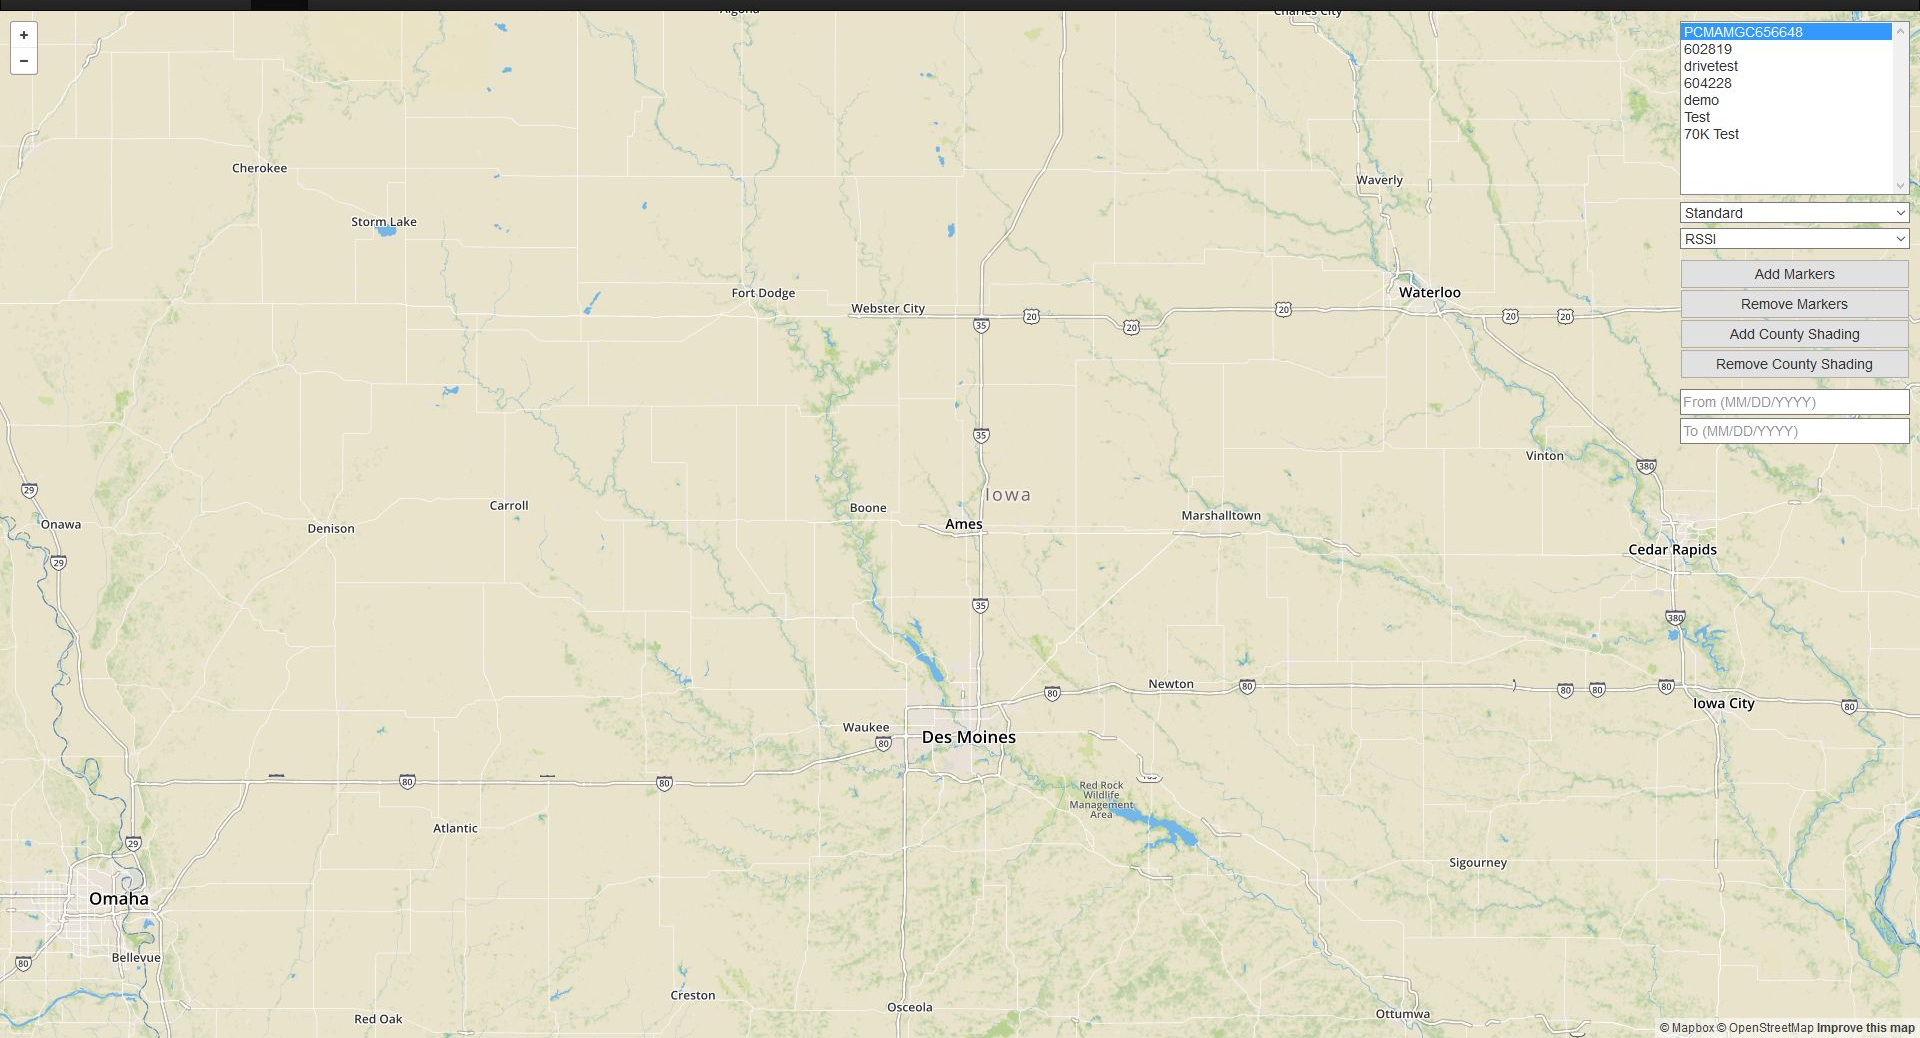 Charles City
+
−
PCMAMGC656648
602819
drivetest
604228
demo
Test
70K Test
Standard
RSSI
Add Markers
Remove Markers
Add County Shading
Remove County Shading
From (MM/DD/YYYY)
To (MM/DD/YYYY)
Cherokee
Waverly
Storm Lake
Fort Dodge
Webster City
Waterloo
35
20
20
20
20
20
35
Vinton
380
29
Iowa
Carroll
Boone
Marshalltown
Onawa
Denison
Ames
Cedar Rapids
29
35
380
Newton
80
80
80
80
80
Iowa City
80
Waukee
80
Des Moines
80
80
Red Rock
Wildlife
Management
Area
Atlantic
29
Sigourney
Omaha
Bellevue
80
Creston
Osceola
Ottumwa
Red Oak
© Mapbox © OpenStreetMap Improve this map